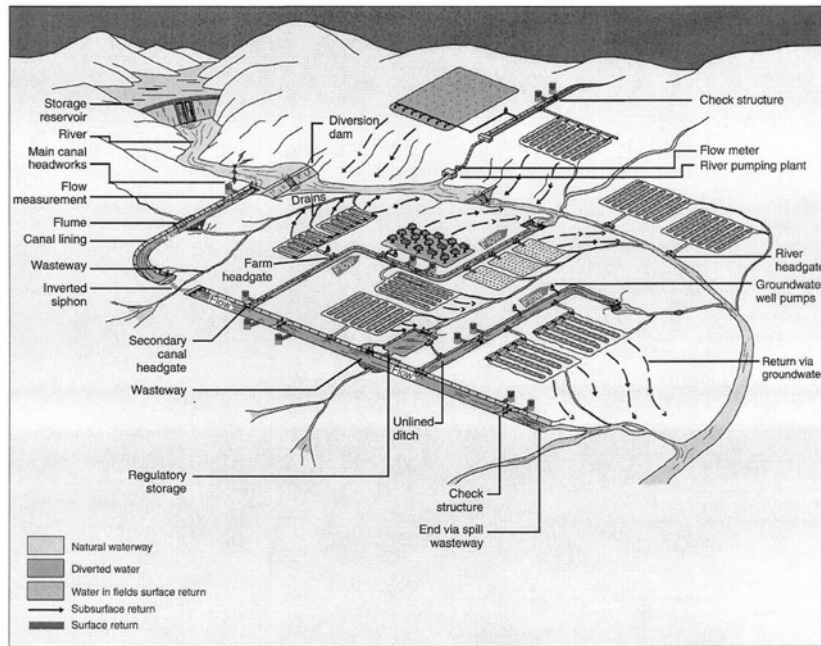 Storage
reservoir
River
Main canal
headworks
Flow
measurement
Flume
Canal lining
Wasteway
Inverted
siphon
Diversion
dam
Drains
Farm
headgate
Check structure
Flow meter
River pumping plant
River
headgate
Groundwater
well pumps
Return via
groundwater
Flow
Flow
Flow
Flow
Secondary
canal
headgate
Wasteway
Unlined
ditch
Regulatory
storage
Check
structure
End via spill
wasteway
Natural waterway
Diverted water
Water in fields surface return
Subsurface return
Surface return